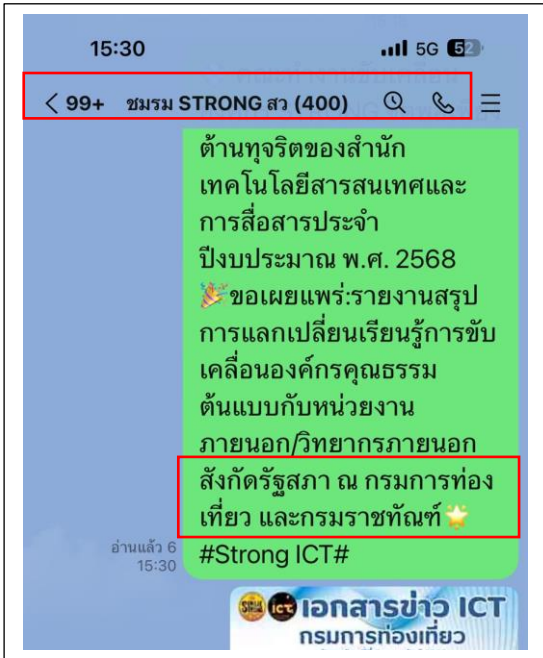 15:30 5G 52
99+ ชมรม STRONG สว (400)
ต้านทุจริตของสำนัก
เทคโนโลยีสารสนเทศและ
การสื่อสารประจำ
ปีงบประมาณ พ.ศ. 2568
🎉ขอเผยแพร่:รายงานสรุป
การแลกเปลี่ยนเรียนรู้การขับ
เคลื่อนองค์กรคุณธรรม
ต้นแบบกับหน่วยงาน
ภายนอก/วิทยากรภายนอก
สังกัดรัฐสภา ณ กรมการท่อง
เที่ยว และกรมราชทัณฑ์🌟
#Strong ICT#
อ่านแล้ว 6
15:30
ict เอกสารข่าว ICT
กรมการท่องเที่ยว